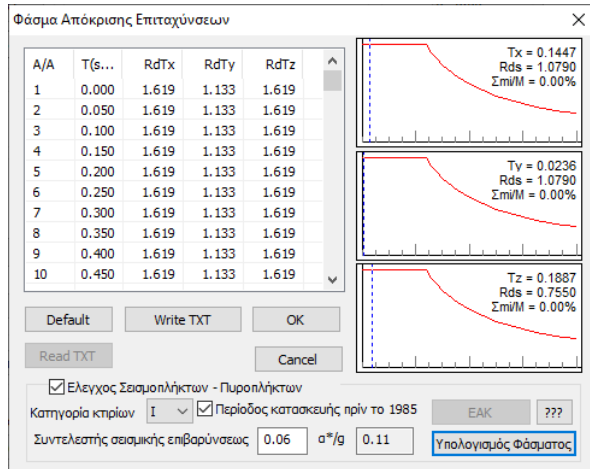 Φάσμα Απόκρισης Επιταχύνσεων
A/A T(s... RdTx RdTy RdTz
1 0.000 1.619 1.133 1.619
2 0.050 1.619 1.133 1.619
3 0.100 1.619 1.133 1.619
4 0.150 1.619 1.133 1.619
5 0.200 1.619 1.133 1.619
6 0.250 1.619 1.133 1.619
7 0.300 1.619 1.133 1.619
8 0.350 1.619 1.133 1.619
9 0.400 1.619 1.133 1.619
10 0.450 1.619 1.133 1.619
Tx = 0.1447
Rds = 1.0790
Σmi/M = 0.00%
Ty = 0.0236
Rds = 1.0790
Σmi/M = 0.00%
Tz = 0.1887
Rds = 0.7550
Σmi/M = 0.00%
Default Write TXT OK
Read TXT Cancel
Ελεγχος Σεισμοπλήκτων - Πυροπλήκτων
Κατηγορία κτιρίων I Περίοδος κατασκευής πρίν το 1985 ΕΑΚ ???
Συντελεστής σεισμικής επιβαρύνσεως 0.06 α*/g 0.11 Υπολογισμός Φάσματος